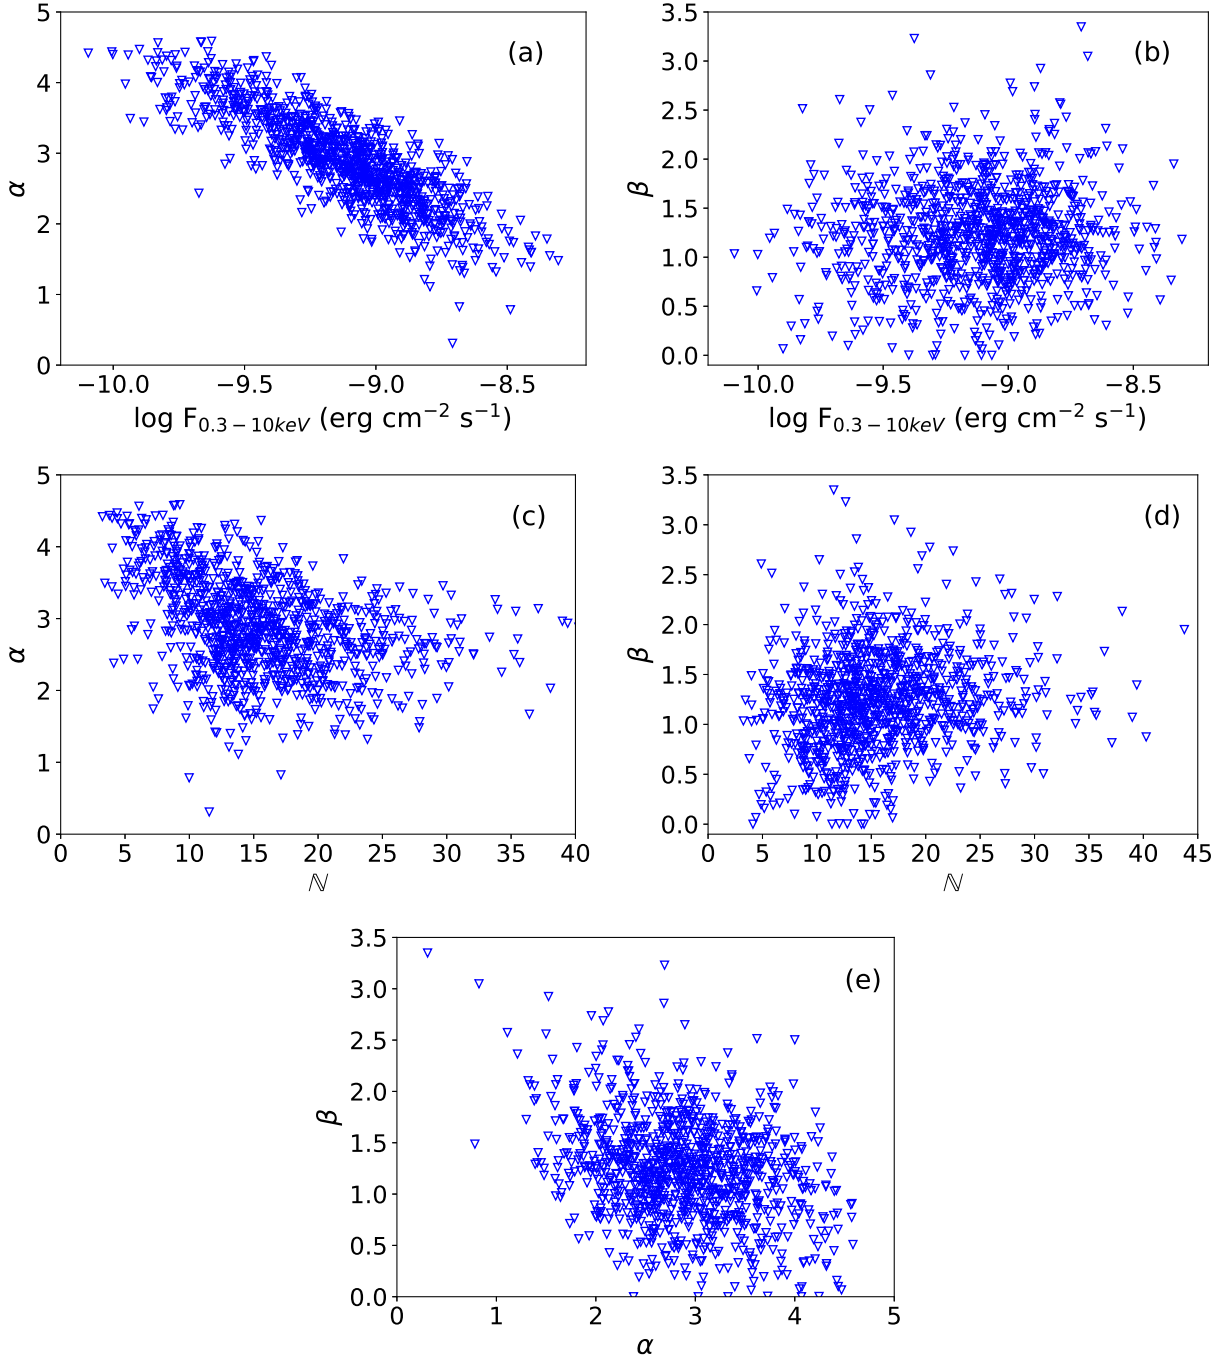 5
4
3
2
1
0
α
(a)
−10.0 −9.5 −9.0 −8.5
log F0.3−10keV (erg cm−2 s−1)
3.5
3.0
2.5
2.0
1.5
1.0
0.5
0.0
β
(b)
−10.0 −9.5 −9.0 −8.5
log F0.3−10keV (erg cm−2 s−1)
5
4
3
2
1
0
α
(c)
0 5 10 15 20 25 30 35 40
ℕ
3.5
3.0
2.5
2.0
1.5
1.0
0.5
0.0
β
(d)
0 5 10 15 20 25 30 35 40 45
ℕ
3.5
3.0
2.5
2.0
1.5
1.0
0.5
0.0
β
(e)
0 1 2 3 4 5
α